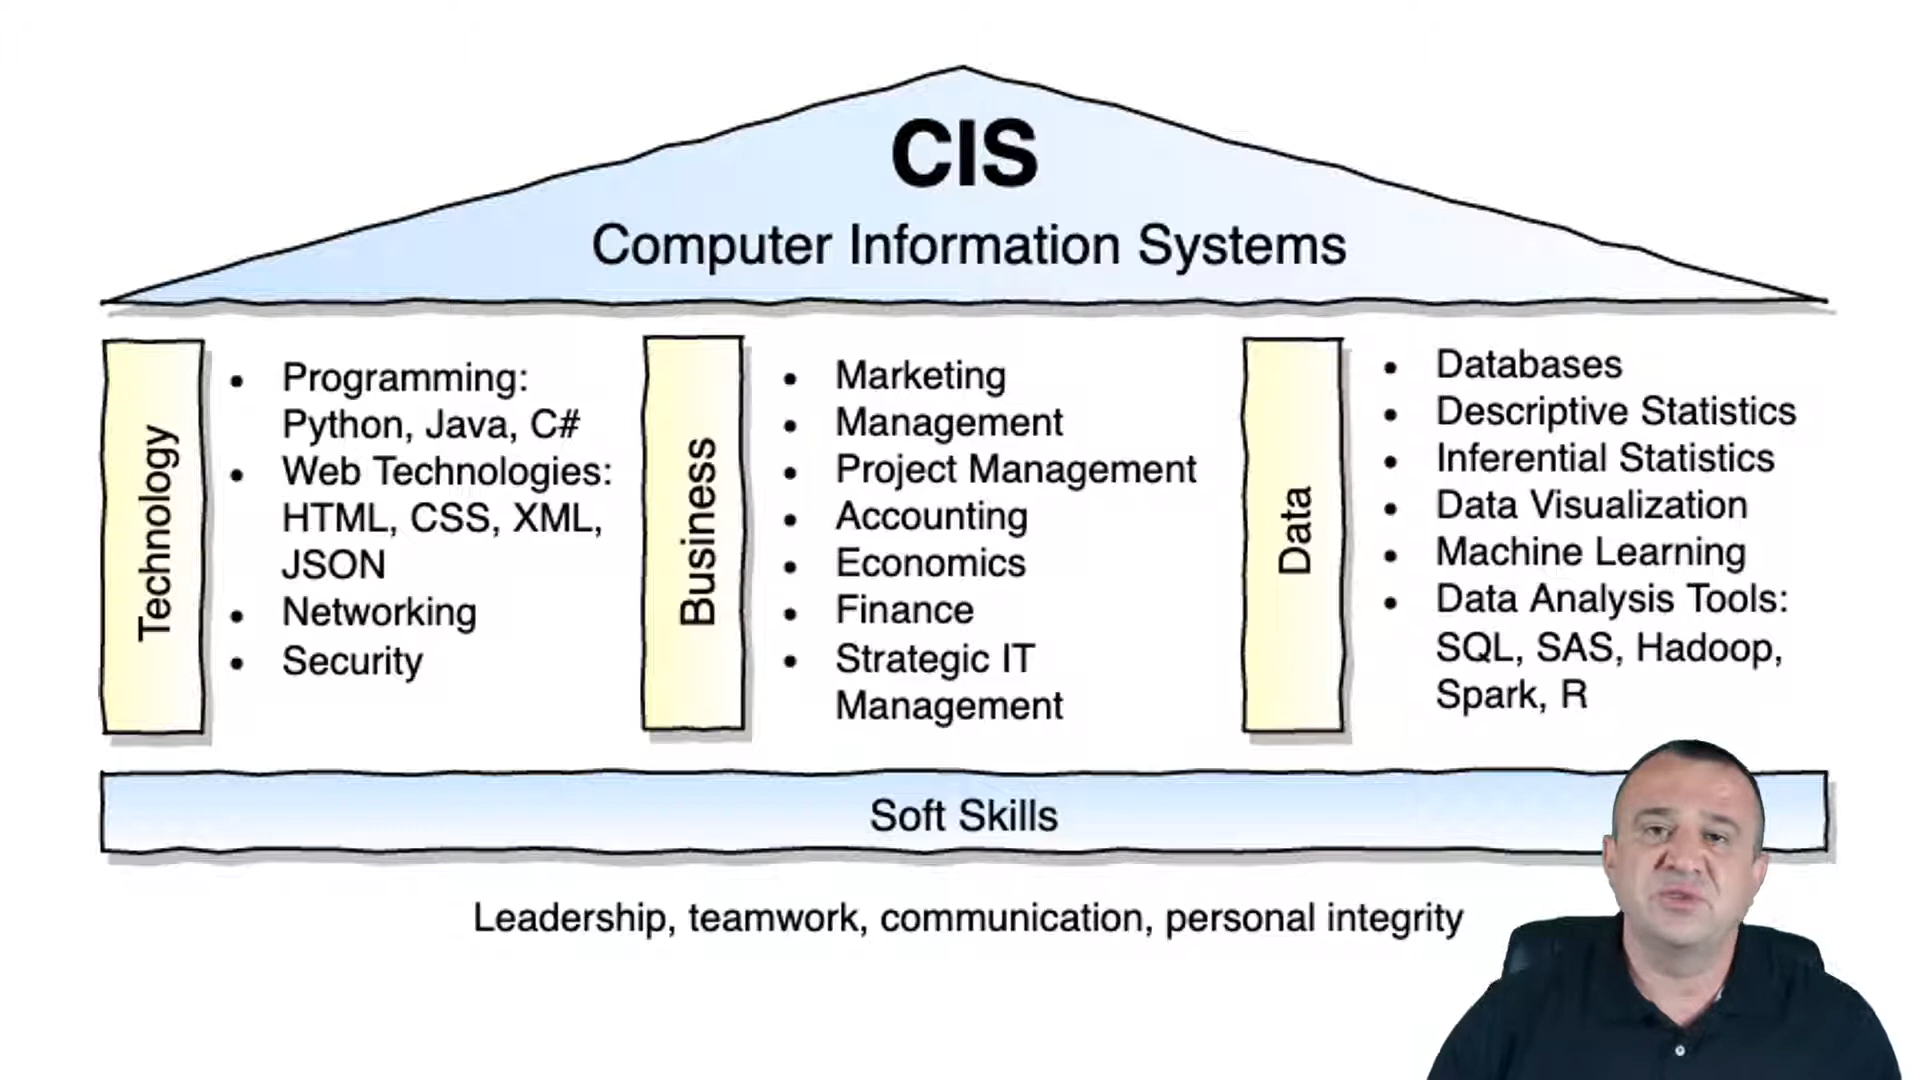 CIS
Computer Information Systems
Technology
• Programming:
Python, Java, C#
• Web Technologies:
HTML, CSS, XML,
JSON
• Networking
• Security
Business
• Marketing
• Management
• Project Management
• Accounting
• Economics
• Finance
• Strategic IT
Management
Data
• Databases
• Descriptive Statistics
• Inferential Statistics
• Data Visualization
• Machine Learning
• Data Analysis Tools:
SQL, SAS, Hadoop,
Spark, R
Soft Skills
Leadership, teamwork, communication, personal integrity